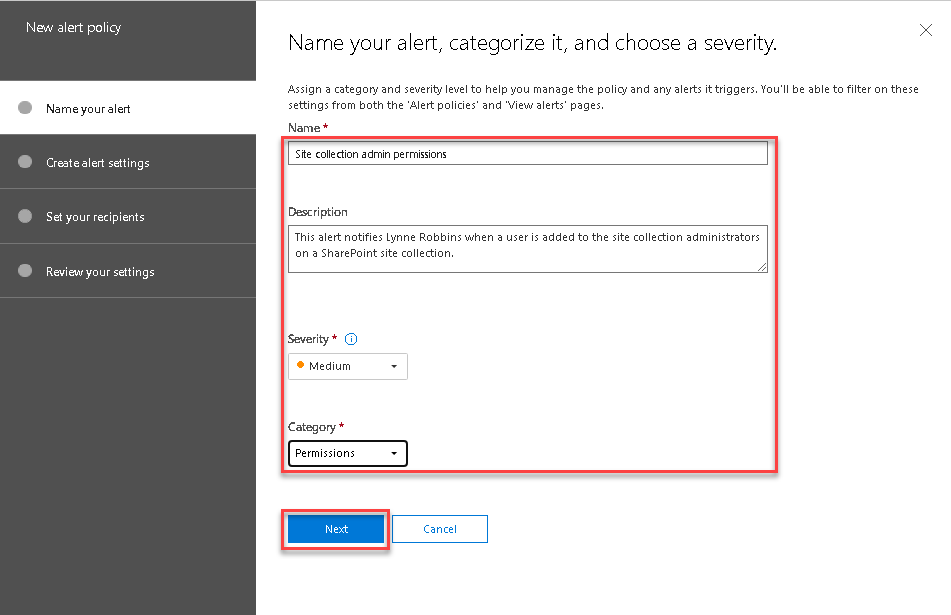 New alert policy
Name your alert
Create alert settings
Set your recipients
Review your settings
Name your alert, categorize it, and choose a severity.
Assign a category and severity level to help you manage the policy and any alerts it triggers. You'll be able to filter on these
settings from both the 'Alert policies' and 'View alerts' pages.
Name *
Site collection admin permissions
Description
This alert notifies Lynne Robbins when a user is added to the site collection administrators
on a SharePoint site collection.
Severity *
Medium
Category *
Permissions
Next
Cancel